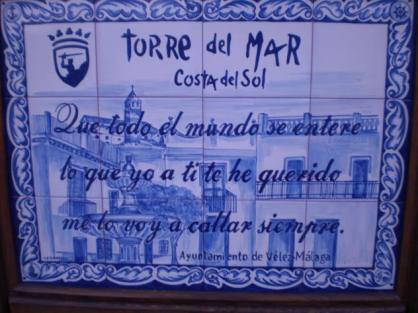 TORRE del MAR
Costa del Sol
Que todo el mundo se entere
lo que yo a ti te he querido
me lo voy a callar siempre.
Ayuntamiento de Vélez-Málaga